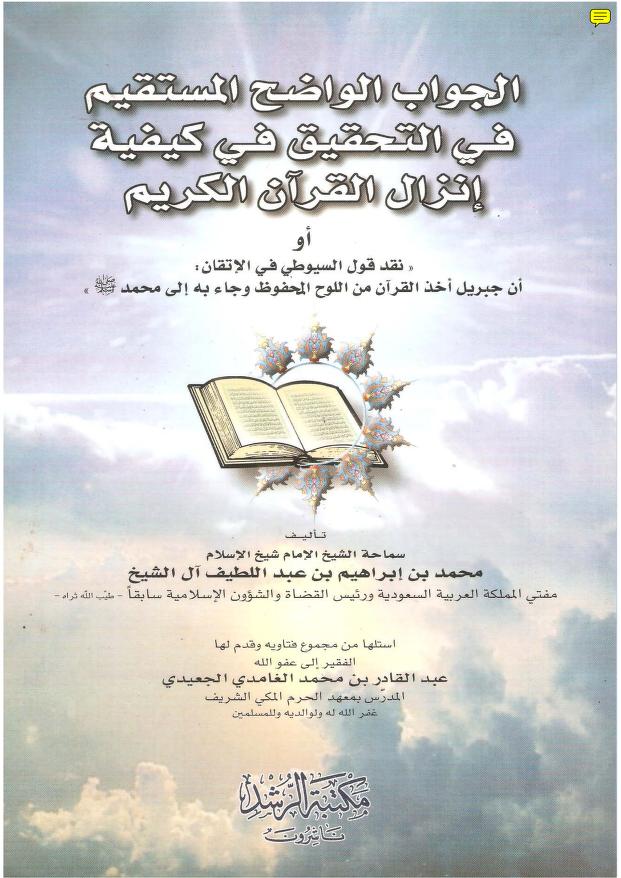 الجواب الواضح المستقيم
في التحقيق في كيفية
إنزال القرآن الكريم
أو
« نقد قول السيوطي في الإتقان:
أن جبريل أخذ القرآن من اللوح المحفوظ وجاء به إلى محمد ﷺ »
تأليف
سماحة الشيخ الإمام شيخ الإسلام
محمد بن إبراهيم بن عبد اللطيف آل الشيخ
مفتي المملكة العربية السعودية ورئيس القضاة والشؤون الإسلامية سابقاً - طيّب الله ثراه -
استلها من مجموع فتاويه وقدم لها
الفقير إلى عفو الله
عبد القادر بن محمد الغامدي الجعيدي
المدرّس بمعهد الحرم المكي الشريف
غفر الله له ولوالديه وللمسلمين
مكتبة الرشد
ناشرون